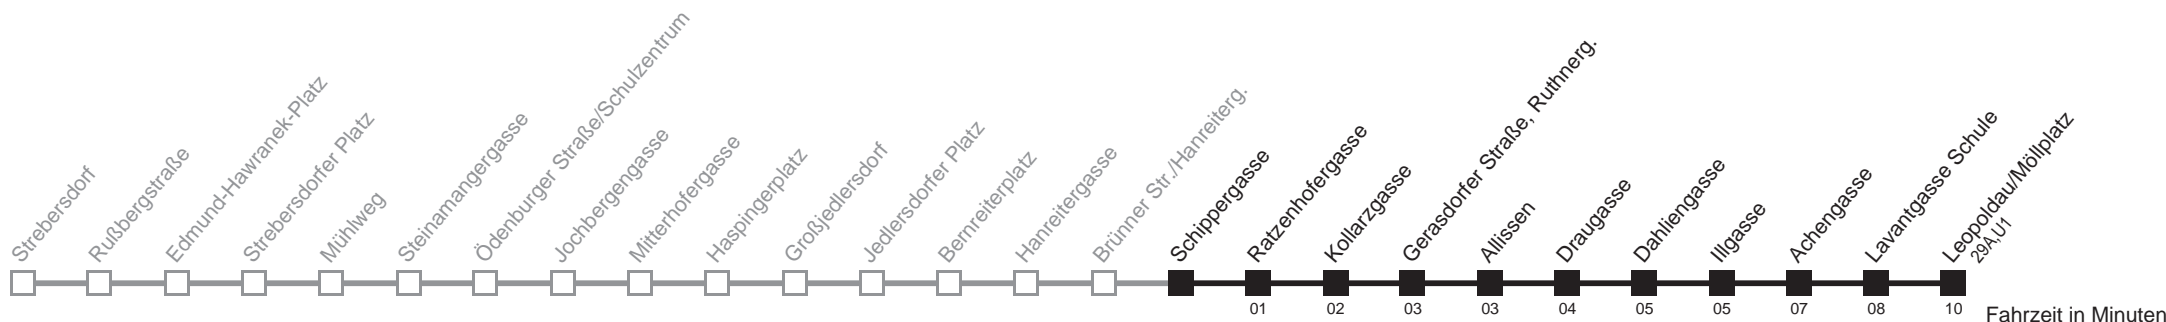 Strebersdorf
Rußbergstraße
Edmund-Hawranek-Platz
Strebersdorfer Platz
Mühlweg
Steinamangergasse
Ödenburger Straße/Schulzentrum
Jochbergengasse
Mitterhofergasse
Haspingerplatz
Großjedlersdorf
Jedlersdorfer Platz
Bernreiterplatz
Hanreitergasse
Brünner Str./Hanreiterg.
Schippergasse
Ratzenhofergasse
Kollarzgasse
Gerasdorfer Straße, Ruthnerg.
Allissen
Draugasse
Dahliengasse
Illgasse
Achengasse
Lavantgasse Schule
Leopoldau/Möllplatz
29A,U1
01 02 03 03 04 05 05 07 08 10 Fahrzeit in Minuten